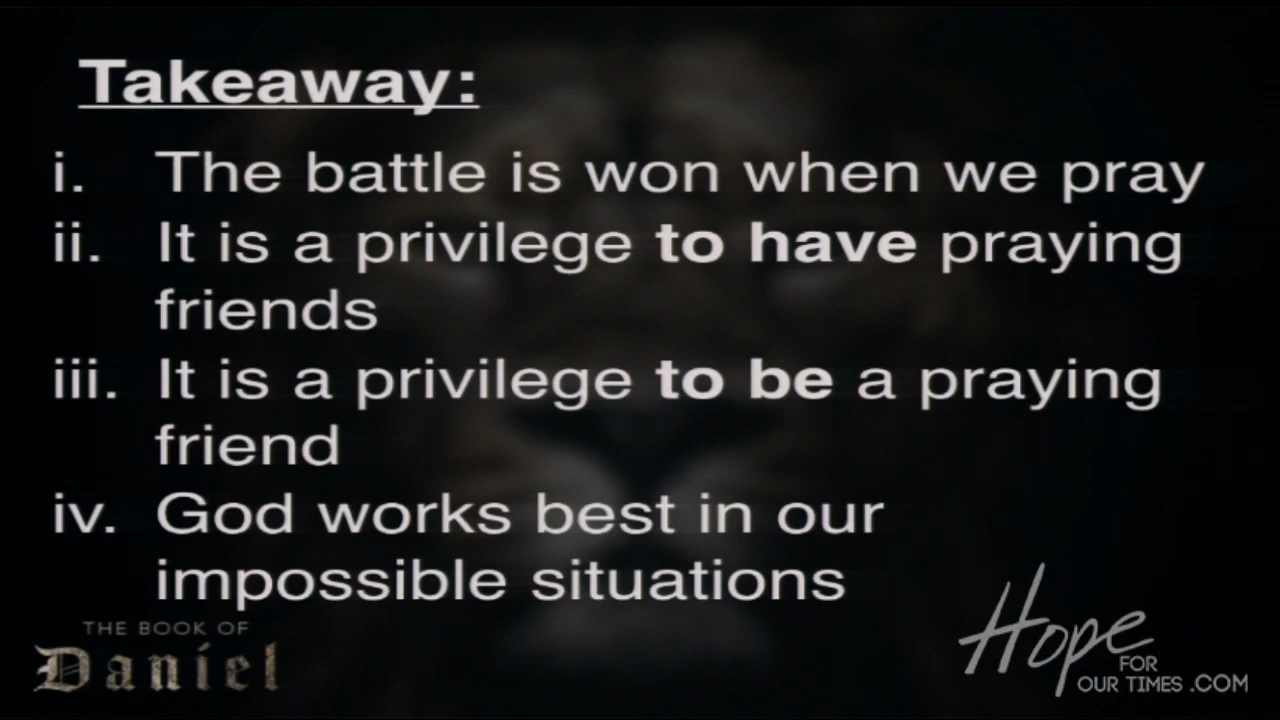 Takeaway:
i. The battle is won when we pray
ii. It is a privilege to have praying
friends
iii. It is a privilege to be a praying
friend
iv. God works best in our
impossible situations
THE BOOK OF
Daniel
Hope
FOR
OUR TIMES .COM